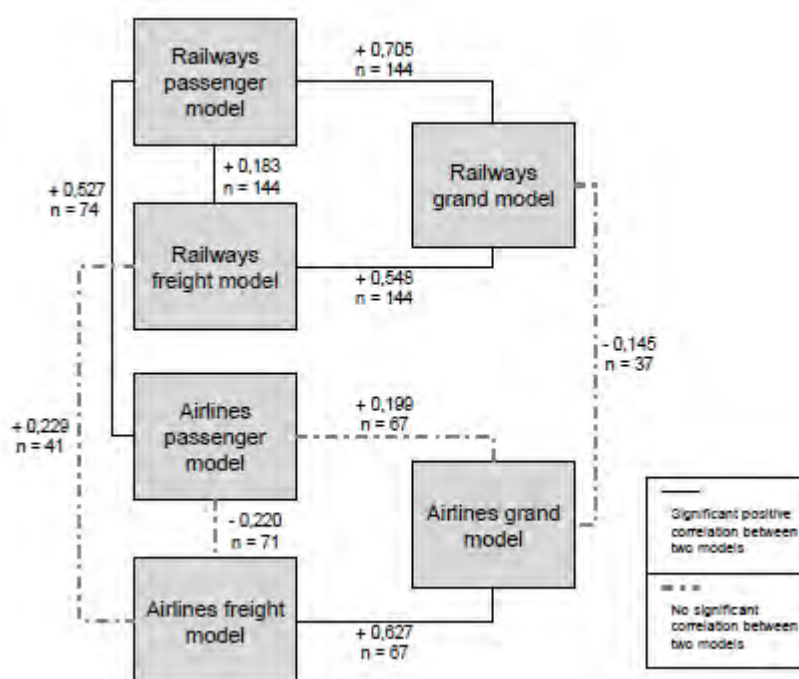 Railways
passenger
model
+ 0,705
n = 144
+ 0,183
n = 144
Railways
grand model
+ 0,527
n = 74
Railways
freight model
+ 0,548
n = 144
- 0,145
n = 37
Airlines
passenger
model
+ 0,199
n = 67
+ 0,229
n = 41
- 0,220
n = 71
Airlines grand
model
Airlines freight
model
+ 0,627
n = 67
Significant positive
correlation between
two models
No significant
correlation between
two models